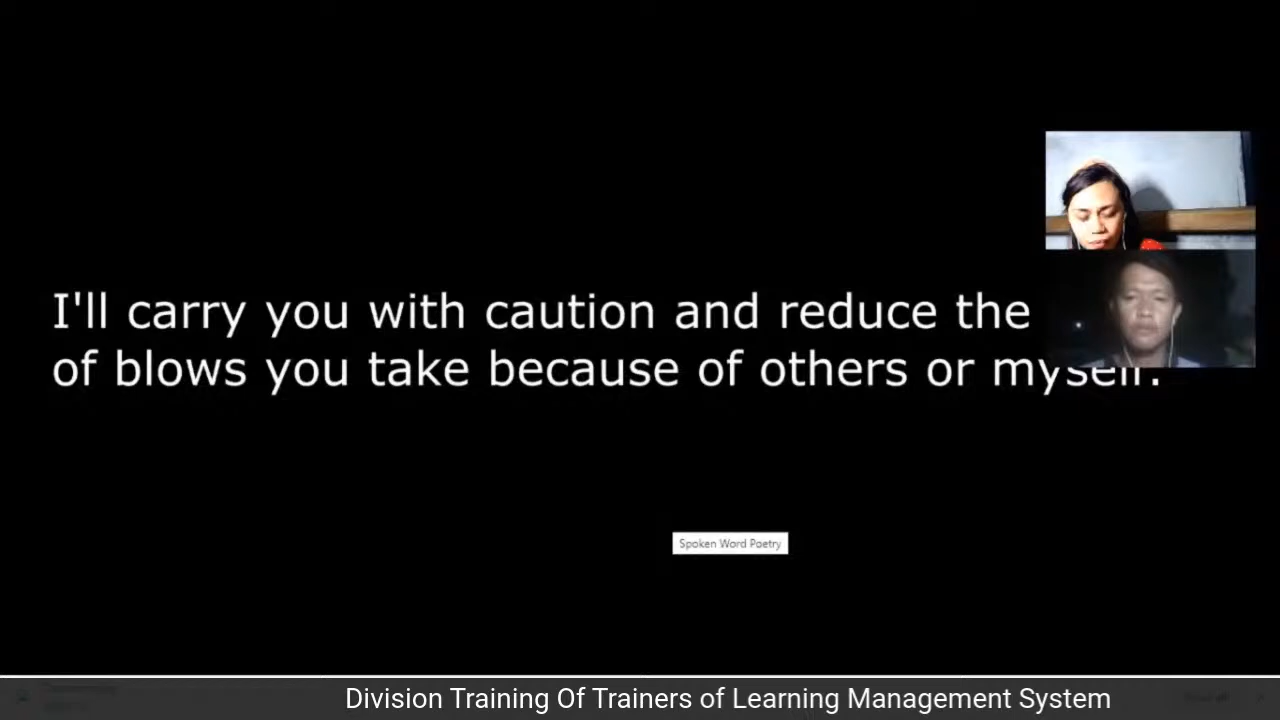 I'll carry you with caution and reduce the
of blows you take because of others or myself.
Spoken Word Poetry
Division Training Of Trainers of Learning Management System